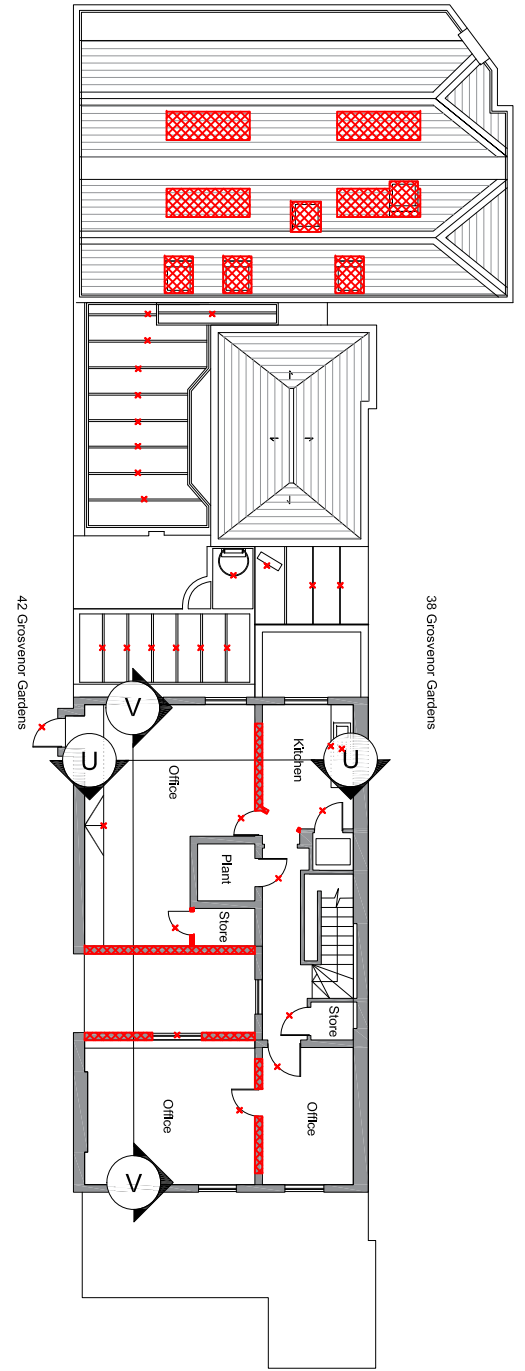 38 Grosvenor Gardens
42 Grosvenor Gardens
V
U
U
Kitchen
Office
Plant
Store
Store
Office
Office
V